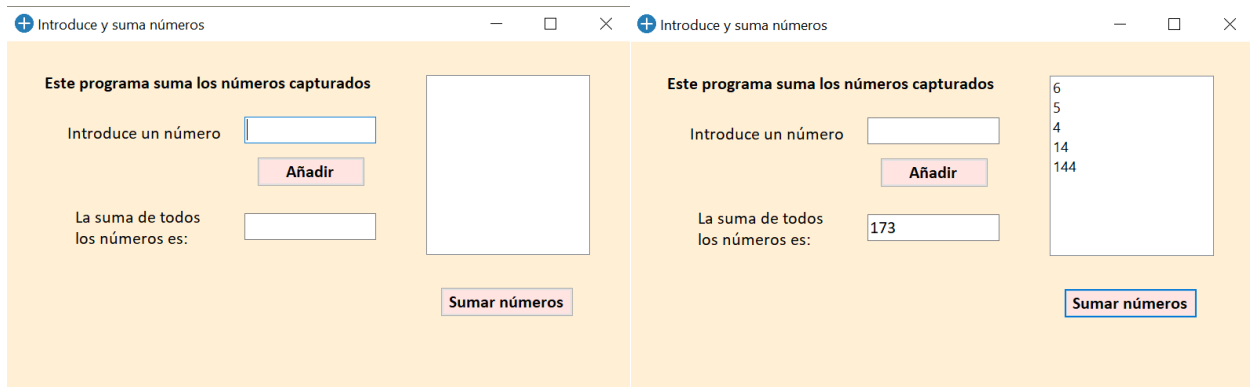 Introduce y suma números
Este programa suma los números capturados
Introduce un número
Añadir
La suma de todos
los números es:
Sumar números
Introduce y suma números
Este programa suma los números capturados
Introduce un número
Añadir
La suma de todos
los números es:
173
6
5
4
14
144
Sumar números